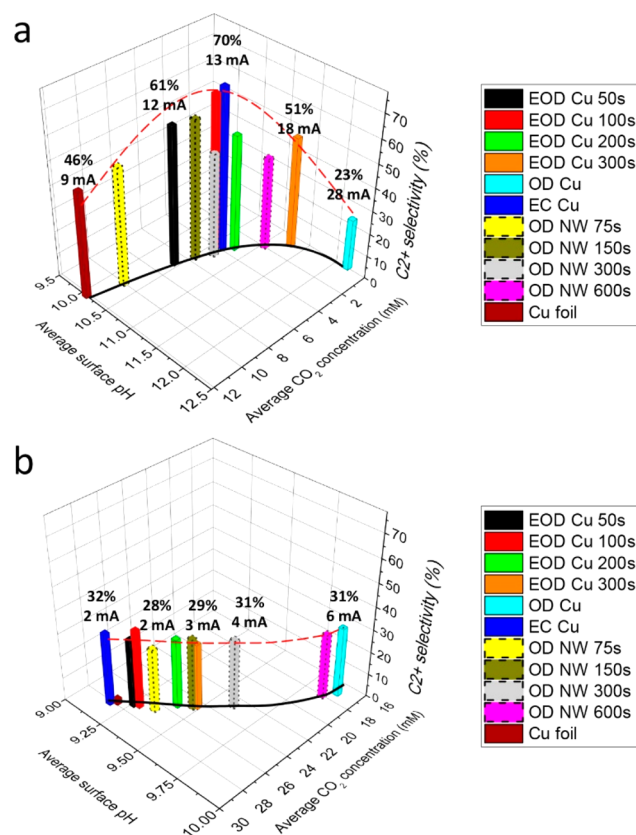 a
70%
13 mA
61%
12 mA
51%
18 mA
46%
9 mA
23%
28 mA
70
60
50
40
30
20
10
0
C2+ selectivity (%)
9.5
10.0
10.5
11.0
11.5
12.0
12.5
Average surface pH
12
10
8
6
4
2
Average CO2 concentration (mM)
EOD Cu 50s
EOD Cu 100s
EOD Cu 200s
EOD Cu 300s
OD Cu
EC Cu
OD NW 75s
OD NW 150s
OD NW 300s
OD NW 600s
Cu foil
b
32%
2 mA
28%
2 mA
29%
3 mA
31%
4 mA
31%
6 mA
70
60
50
40
30
20
10
0
C2+ selectivity (%)
9.00
9.25
9.50
9.75
10.00
Average surface pH
30
28
26
24
22
20
18
16
Average CO2 concentration (mM)
EOD Cu 50s
EOD Cu 100s
EOD Cu 200s
EOD Cu 300s
OD Cu
EC Cu
OD NW 75s
OD NW 150s
OD NW 300s
OD NW 600s
Cu foil